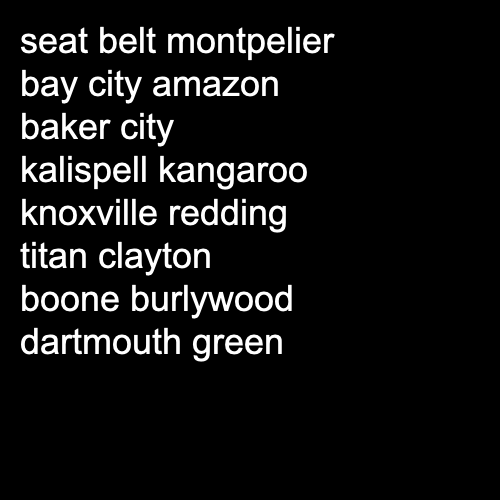 seat belt montpelier
bay city amazon
baker city
kalispell kangaroo
knoxville redding
titan clayton
boone burlywood
dartmouth green